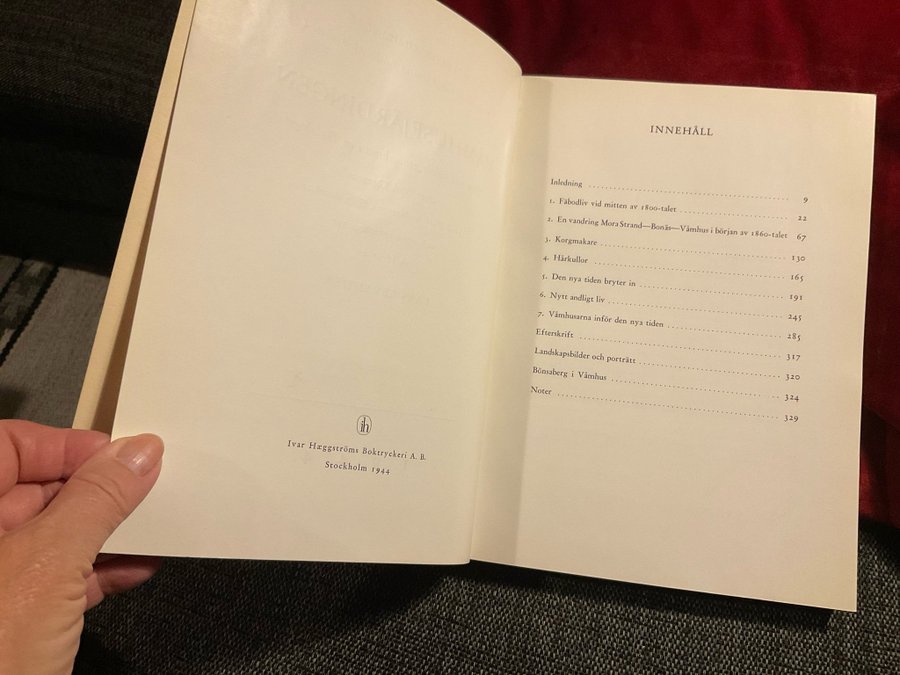 ih
Ivar Hæggströms Boktryckeri A. B.
Stockholm 1944
INNEHÅLL
Inledning 9
1. Fäbodliv vid mitten av 1800-talet 22
2. En vandring Mora Strand—Bonäs—Våmhus i början av 1860-talet 67
3. Korgmakare 130
4. Hårkullor 165
5. Den nya tiden bryter in 191
6. Nytt andligt liv 245
7. Våmhusarna inför den nya tiden 285
Efterskrift 317
Landskapsbilder och porträtt 320
Bönsaberg i Våmhus 324
Noter 329